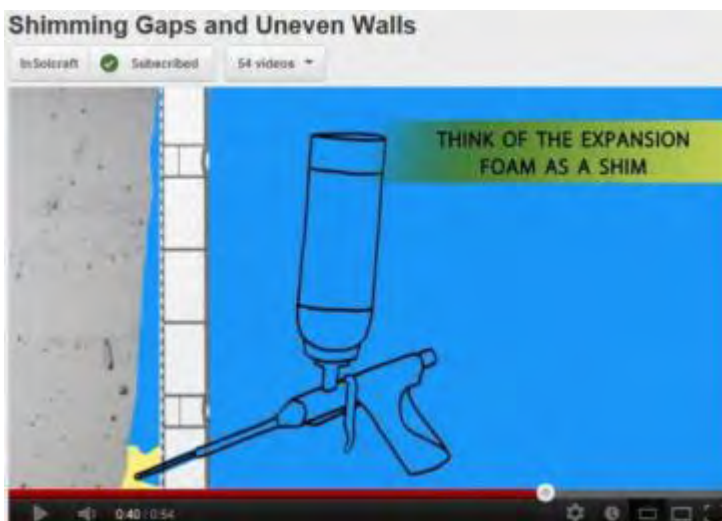 Shimming Gaps and Uneven Walls
InSolcraft Subscribed 54 videos
THINK OF THE EXPANSION
FOAM AS A SHIM
0:40 / 0:54